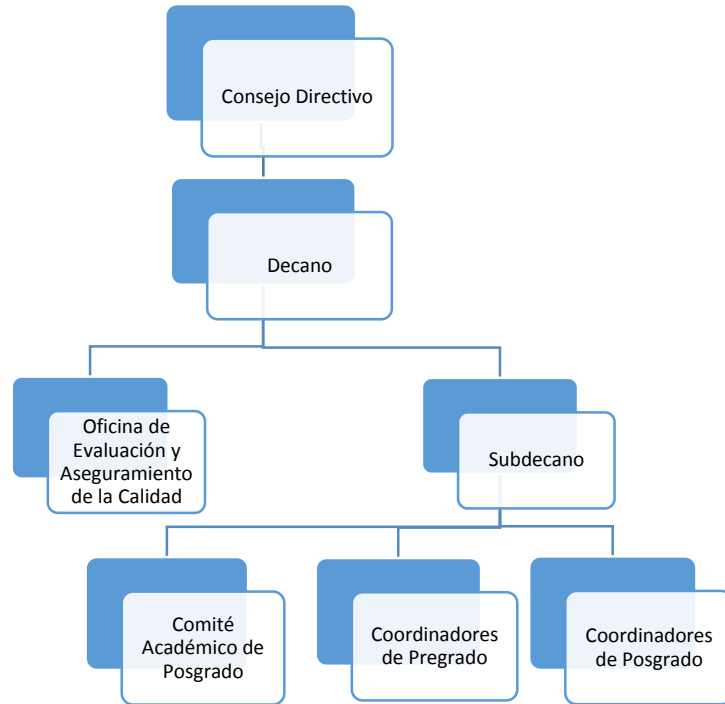 Consejo Directivo
Decano
Oficina de
Evaluación y
Aseguramiento
de la Calidad
Subdecano
Comité
Académico de
Posgrado
Coordinadores
de Pregrado
Coordinadores
de Posgrado